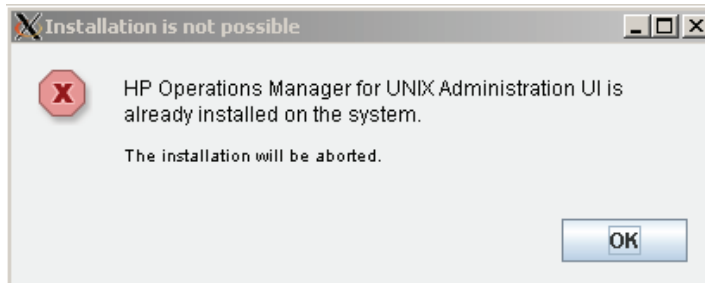 Installation is not possible
HP Operations Manager for UNIX Administration UI is
already installed on the system.
The installation will be aborted.
OK